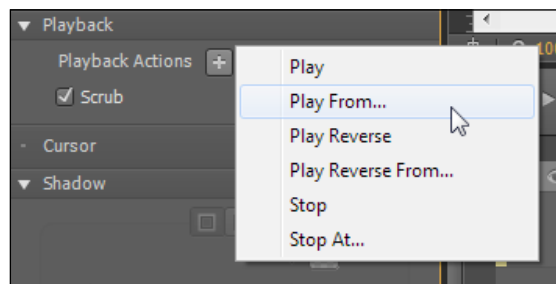 Playback
Playback Actions
Play
Scrub
Play From...
Cursor
Play Reverse
Shadow
Play Reverse From...
Stop
Stop At...